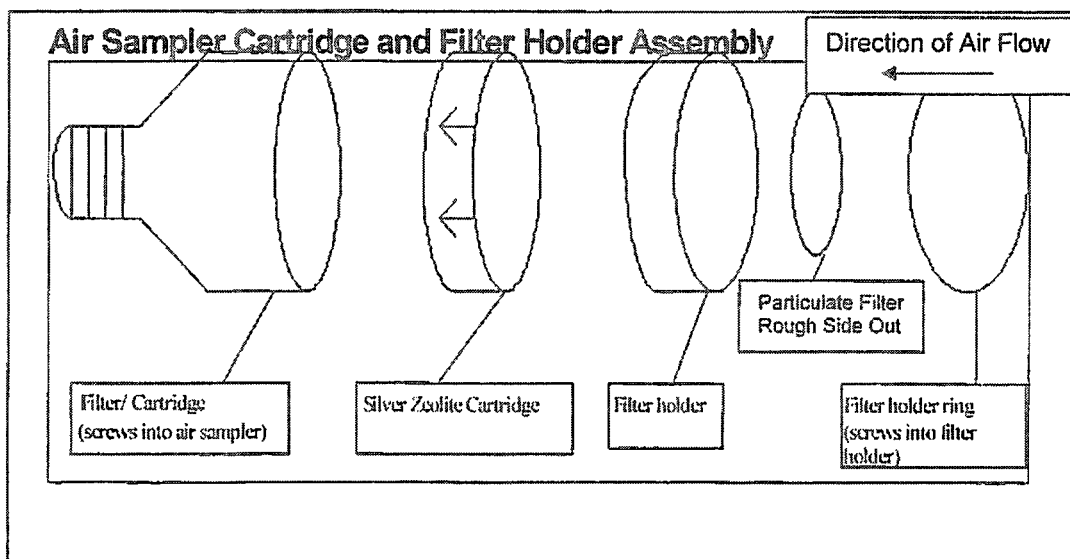 Air Sampler Cartridge and Filter Holder Assembly
Direction of Air Flow
Particulate Filter
Rough Side Out
Filter/ Cartridge
(screws into air sampler)
Silver Zeolite Cartridge
Filter holder
Filter holder ring
(screws into filter
holder)